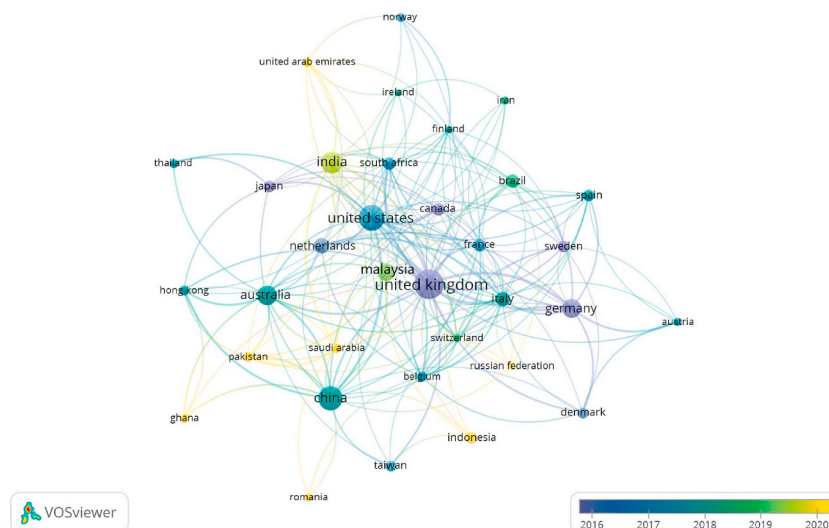 norway
united arab emirates
ireland
iran
finland
thailand
india
south africa
japan
brazil
spain
canada
united states
netherlands
france
sweden
malaysia
united kingdom
hong kong
australia
italy
germany
austria
switzerland
pakistan
saudi arabia
russian federation
belgium
china
ghana
denmark
indonesia
taiwan
romania
VOSviewer
2016 2017 2018 2019 2020